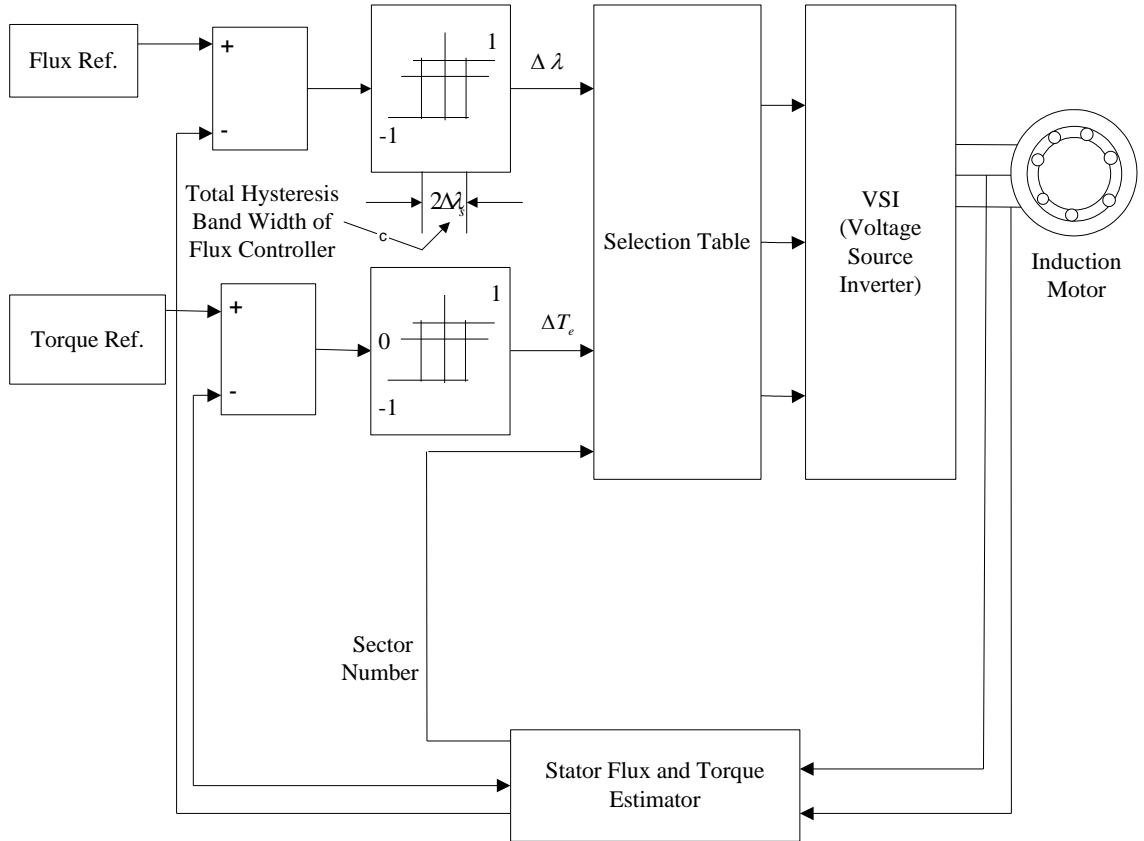 Flux Ref.
+
-
1
-1
Δ λ
Total Hysteresis
Band Width of
Flux Controller
c
2Δλs
Selection Table
VSI
(Voltage
Source
Inverter)
Induction
Motor
Torque Ref.
+
-
1
0
-1
ΔTe
Sector
Number
Stator Flux and Torque
Estimator